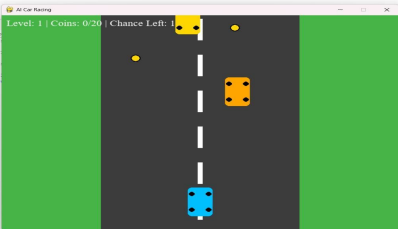 AI Car Racing
Level: 1 | Coins: 0/20 | Chance Left: 1